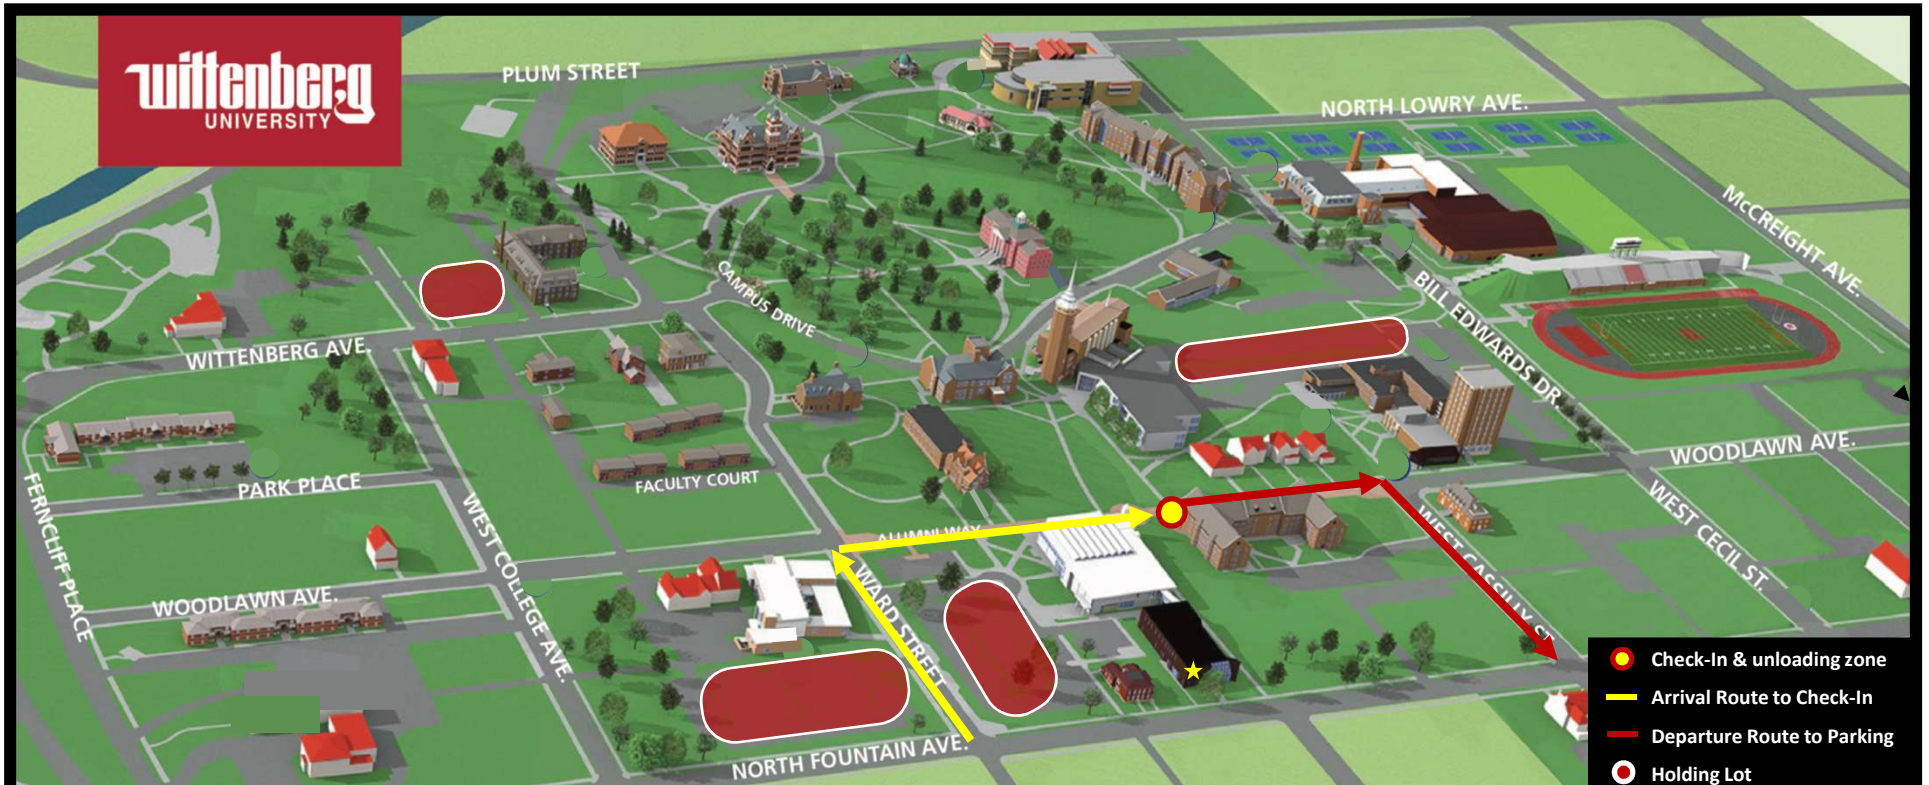 wittenberg
UNIVERSITY
PLUM STREET
NORTH LOWRY AVE.
McCREIGHT AVE.
CAMPUS DRIVE
BILL EDWARDS DR.
WITTENBERG AVE.
WOODLAWN AVE.
FACULTY COURT
PARK PLACE
FERNCLIFF PLACE
WEST COLLEGE AVE.
WEST CECIL ST.
WEST CASSILLY ST.
ALUMNI WAY
WARD STREET
WOODLAWN AVE.
NORTH FOUNTAIN AVE.
Check-In & unloading zone
Arrival Route to Check-In
Departure Route to Parking
Holding Lot